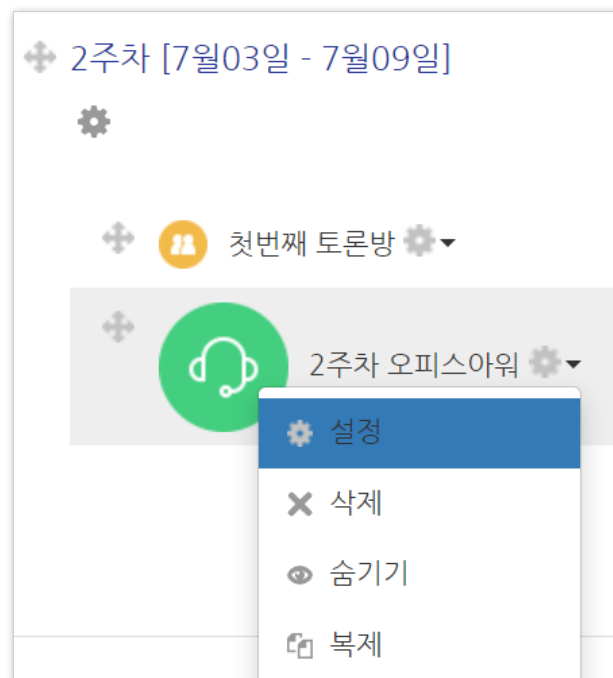 2주차 [7월03일 - 7월09일]
첫번째 토론방
2주차 오피스아워
설정
삭제
숨기기
복제